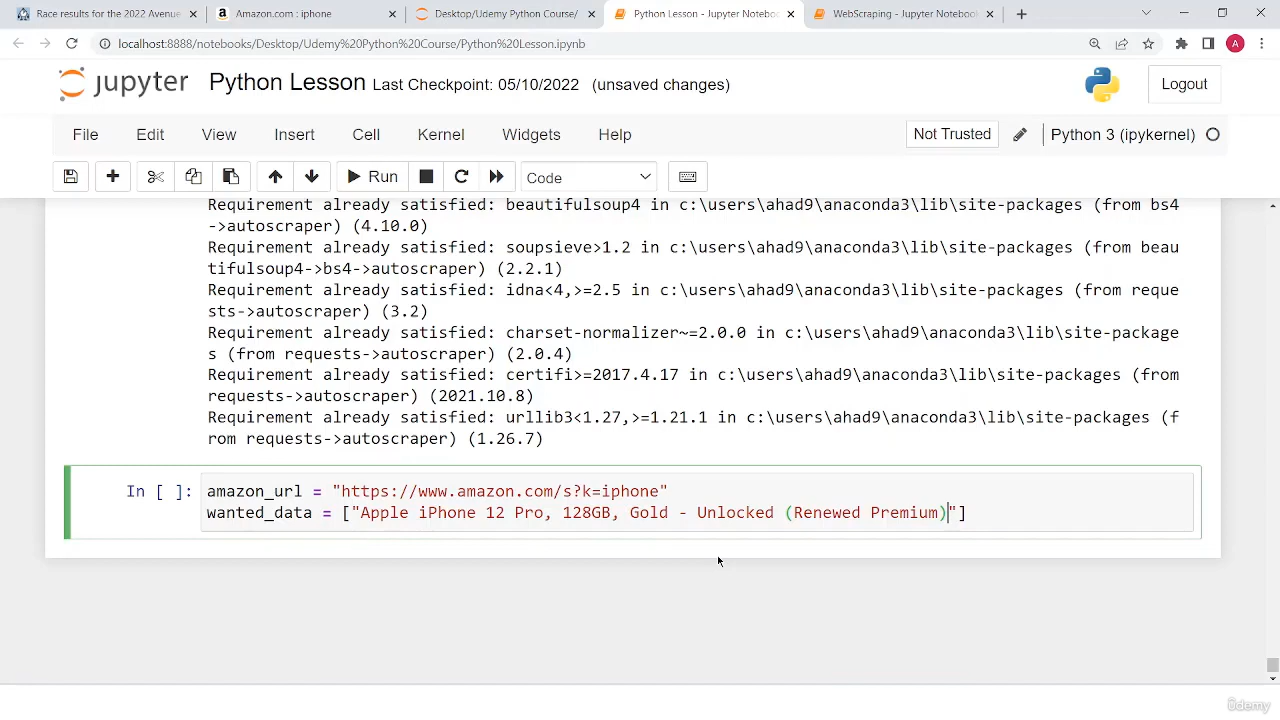 Race results for the 2022 Avenue
Amazon.com : iphone
Desktop/Udemy Python Course/
Python Lesson - Jupyter Noteboo
WebScraping - Jupyter Notebook
localhost:8888/notebooks/Desktop/Udemy%20Python%20Course/Python%20Lesson.ipynb
A
jupyter Python Lesson Last Checkpoint: 05/10/2022 (unsaved changes)
Logout
File Edit View Insert Cell Kernel Widgets Help
Not Trusted
Python 3 (ipykernel)
Run
Code
Requirement already satisfied: beautifulsoup4 in c:\users\ahad9\anaconda3\lib\site-packages (from bs4
->autoscraper) (4.10.0)
Requirement already satisfied: soupsieve>1.2 in c:\users\ahad9\anaconda3\lib\site-packages (from beau
tifulsoup4->bs4->autoscraper) (2.2.1)
Requirement already satisfied: idna<4,>=2.5 in c:\users\ahad9\anaconda3\lib\site-packages (from reque
sts->autoscraper) (3.2)
Requirement already satisfied: charset-normalizer~=2.0.0 in c:\users\ahad9\anaconda3\lib\site-package
s (from requests->autoscraper) (2.0.4)
Requirement already satisfied: certifi>=2017.4.17 in c:\users\ahad9\anaconda3\lib\site-packages (from
requests->autoscraper) (2021.10.8)
Requirement already satisfied: urllib3<1.27,>=1.21.1 in c:\users\ahad9\anaconda3\lib\site-packages (f
rom requests->autoscraper) (1.26.7)
In [ ]: amazon_url = "https://www.amazon.com/s?k=iphone"
wanted_data = ["Apple iPhone 12 Pro, 128GB, Gold - Unlocked (Renewed Premium)"]
Udemy